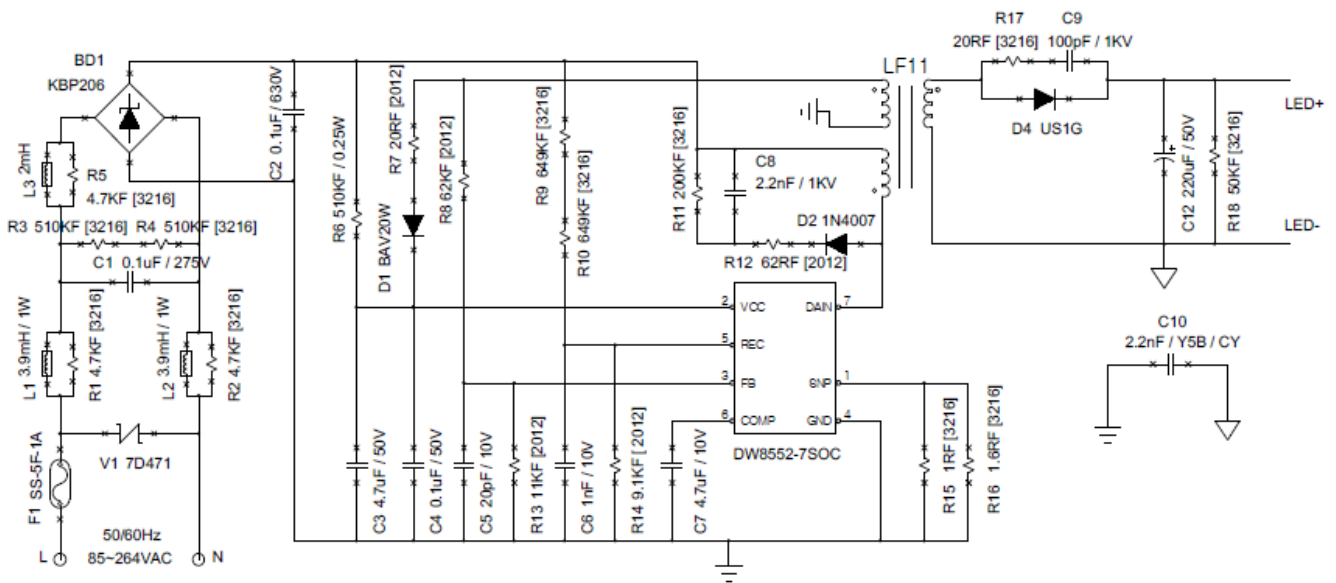 BD1
KBP206
L3 2mH
R5
4.7KF [3216]
R3 510KF [3216] R4 510KF [3216]
C1 0.1uF / 275V
L1 3.9mH / 1W
R1 4.7KF [3216]
L2 3.9mH / 1W
R2 4.7KF [3216]
V1 7D471
F1 SS-5F-1A
50/60Hz
L 85~264VAC N
C2 0.1uF / 630V
R6 510KF / 0.25W
R7 20RF [2012]
D1 BAV20W
R8 62KF [2012]
R9 649KF [3216]
R10 649KF [3216]
R11 200KF [3216]
C8
2.2nF / 1KV
D2 1N4007
R12 62RF [2012]
LF11
R17
20RF [3216]
C9
100pF / 1KV
D4 US1G
C12 220uF / 50V
R18 50KF [3216]
LED+
LED-
2 VCC DAIN 7
5 REC
3 FB SNP 1
6 COMP GND 4
DW8552-7SOC
C3 4.7uF / 50V
C4 0.1uF / 50V
C5 20pF / 10V
R13 11KF [2012]
C6 1nF / 10V
R14 9.1KF [ 2012]
C7 4.7uF / 10V
R15 1RF [3216]
R16 1.6RF [3216]
C10
2.2nF / Y5B / CY